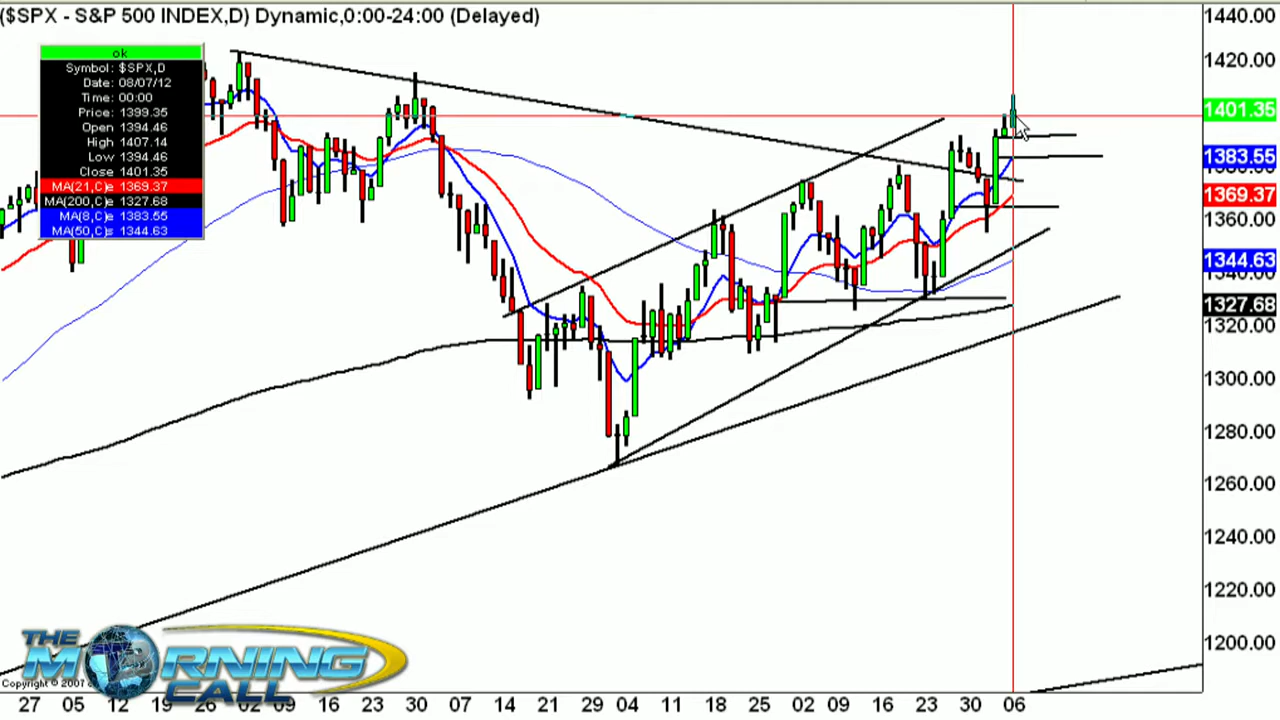 ($SPX - S&P 500 INDEX,D) Dynamic,0:00-24:00 (Delayed)
ok
Symbol: $SPX,D
Date: 08/07/12
Time: 00:00
Price: 1399.35
Open 1394.46
High 1407.14
Low 1394.46
Close 1401.35
MA(21,C)= 1369.37
MA(200,C)= 1327.68
MA(8,C)= 1383.55
MA(50,C)= 1344.63
1440.00
1420.00
1401.35
1383.55
1369.37
1360.00
1344.63
1340.00
1327.68
1320.00
1300.00
1280.00
1260.00
1240.00
1220.00
1200.00
THE
MORNING
CALL
Copyright © 2007
27 05 12 19 26 02 09 16 23 30 07 14 21 29 04 11 18 25 02 09 16 23 30 06